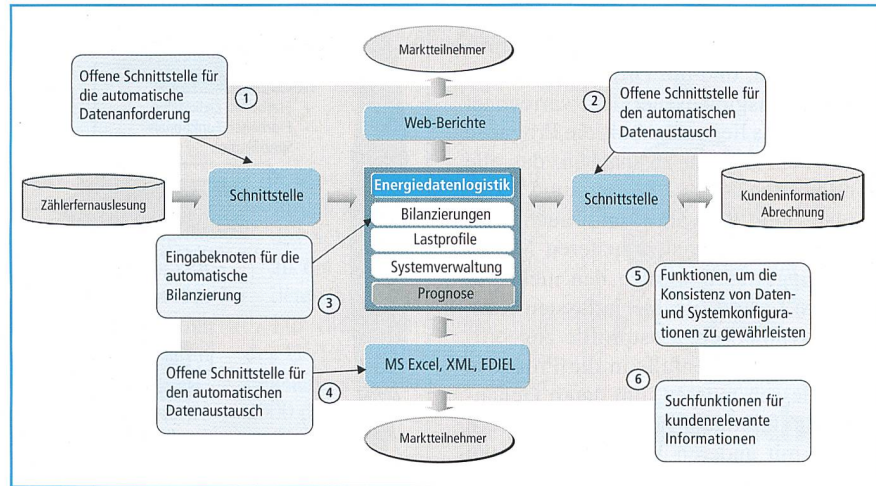 Marktteilnehmer
Offene Schnittstelle für
die automatische
Datenanforderung
1
2
Offene Schnittstelle für
den automatischen
Datenaustausch
Web-Berichte
Zählerfernauslesung
Schnittstelle
Energiedatenlogistik
Bilanzierungen
Lastprofile
Systemverwaltung
Prognose
Schnittstelle
Kundeninformation/
Abrechnung
Eingabeknoten für die
automatische
Bilanzierung
3
5
Funktionen, um die
Konsistenz von Daten-
und Systemkonfigura-
tionen zu gewährleisten
Offene Schnittstelle für
den automatischen
Datenaustausch
4
MS Excel, XML, EDIEL
6
Suchfunktionen für
kundenrelevante
Informationen
Marktteilnehmer